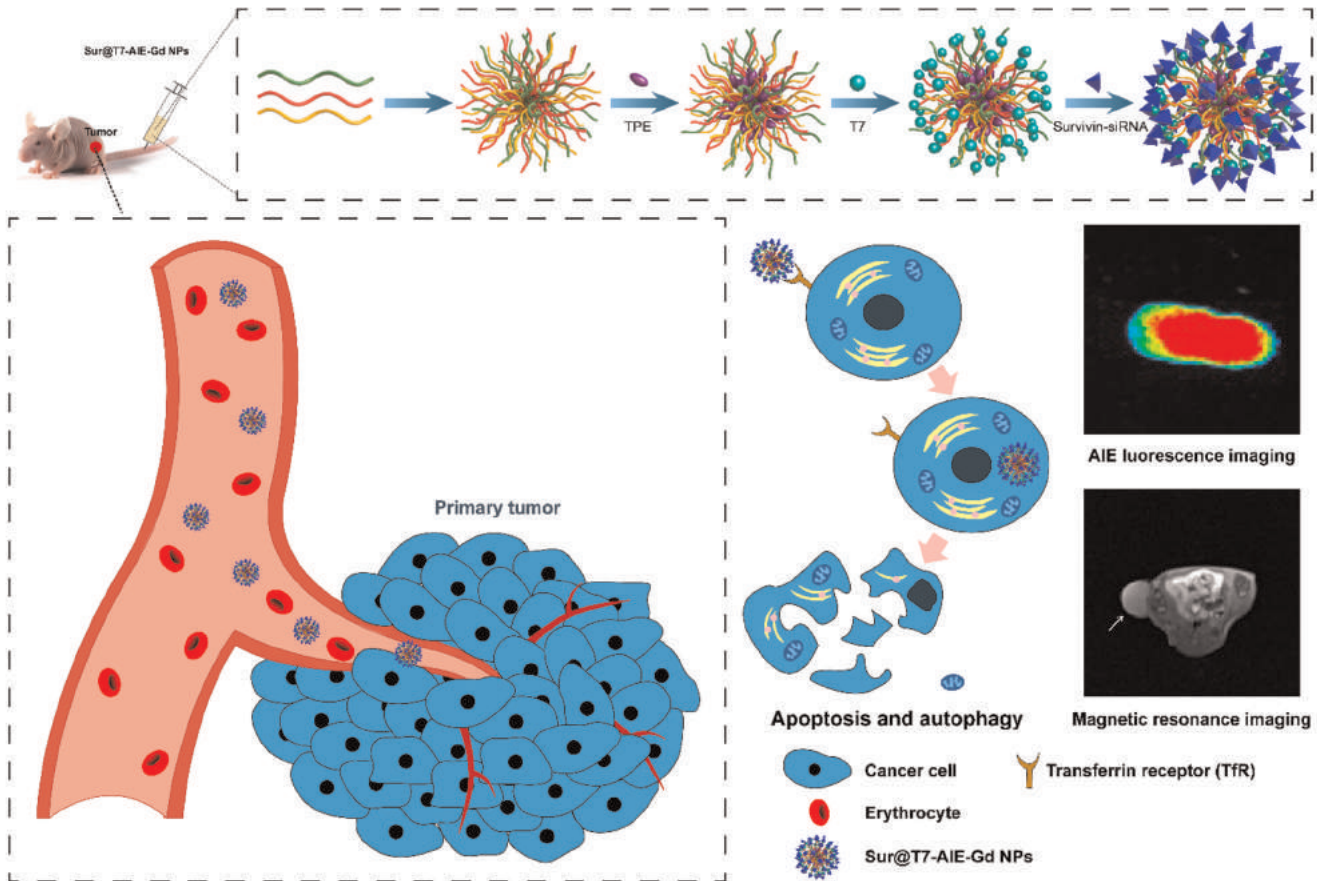 Sur@T7-AIE-Gd NPs
Tumor
TPE
T7
Survivin-siRNA
Primary tumor
AIE luorescence imaging
Magnetic resonance imaging
Apoptosis and autophagy
Cancer cell
Transferrin receptor (TfR)
Erythrocyte
Sur@T7-AIE-Gd NPs